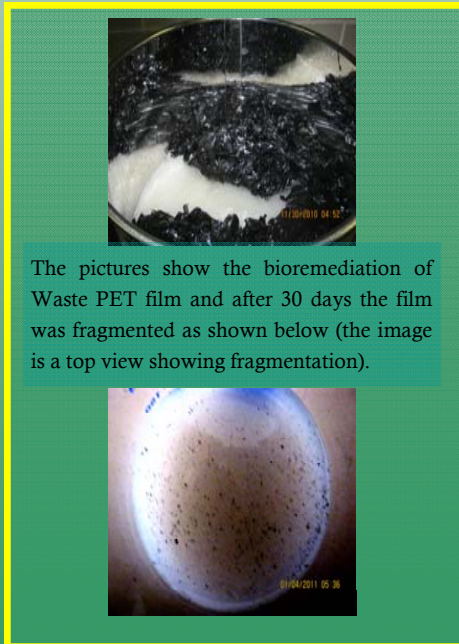 11/30/2010 04:52
The pictures show the bioremediation of
Waste PET film and after 30 days the film
was fragmented as shown below (the image
is a top view showing fragmentation).
01/04/2011 05 36